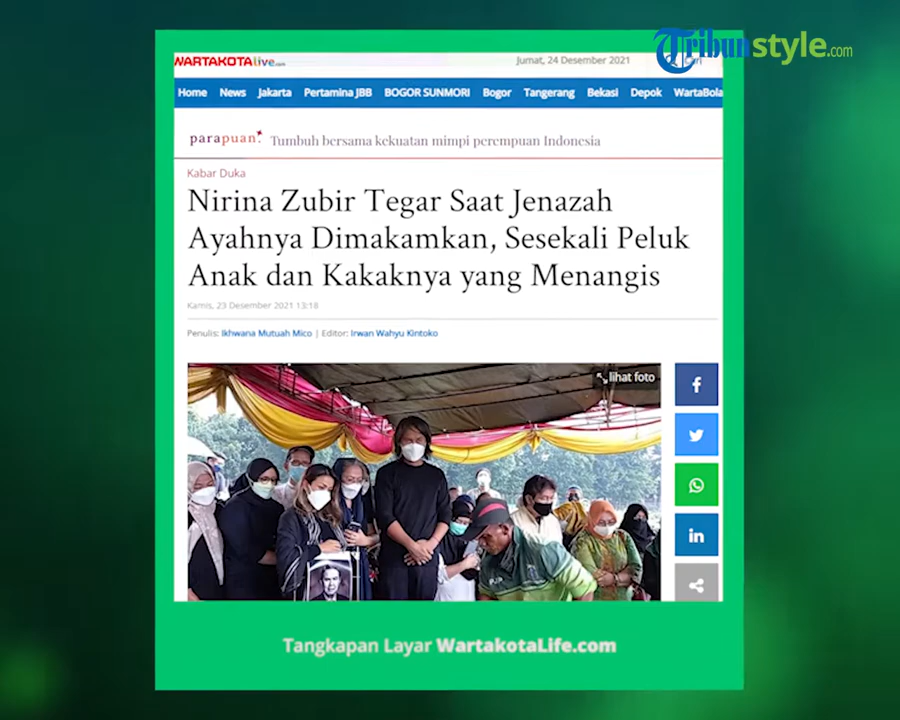 Tribunstyle.com
WARTAKOTAlive.com
Jumat, 24 Desember 2021
Cari
Home News Jakarta Pertamina JBB BOGOR SUNMORI Bogor Tangerang Bekasi Depok WartaBola
parapuan. Tumbuh bersama kekuatan mimpi perempuan Indonesia
Kabar Duka
Nirina Zubir Tegar Saat Jenazah
Ayahnya Dimakamkan, Sesekali Peluk
Anak dan Kakaknya yang Menangis
Kamis, 23 Desember 2021 13:18
Penulis: Ikhwana Mutuah Mico | Editor: Irwan Wahyu Kintoko
lihat foto
PJP
Tangkapan Layar WartakotaLife.com